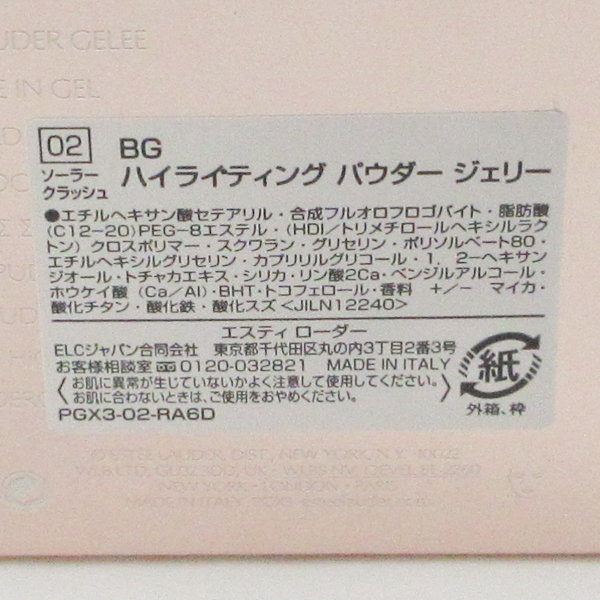 UDER GELEE
E IN GEL
02 BG
ソーラー
クラッシュ
ハイライティング パウダー ジェリー
●エチルヘキサン酸セテアリル・合成フルオロフロゴパイト・脂肪酸
(C12-20)PEG-8エステル・(HDI/トリメチロールヘキシルラク
トン)クロスポリマー・スクワラン・グリセリン・ポリソルベート80・
エチルヘキシルグリセリン・カプリリルグリコール・1，2-ヘキサン
ジオール・トチャカエキス・シリカ・リン酸2Ca・ベンジルアルコール・
ホウケイ酸(Ca/Al)・BHT・トコフェロール・香料 +/- マイカ・
酸化チタン・酸化鉄・酸化スズ<JILN12240>
エスティ ローダー
ELCジャパン合同会社 東京都千代田区丸の内3丁目2番3号
お客様相談室 0120-032821 MADE IN ITALY
お肌に異常が生じていないかよく注意して使用してください。
お肌に合わないときは、ご使用をおやめください。
PGX3-02-RA6D
紙
外箱、枠
NEW YORK • LONDON • PARIS